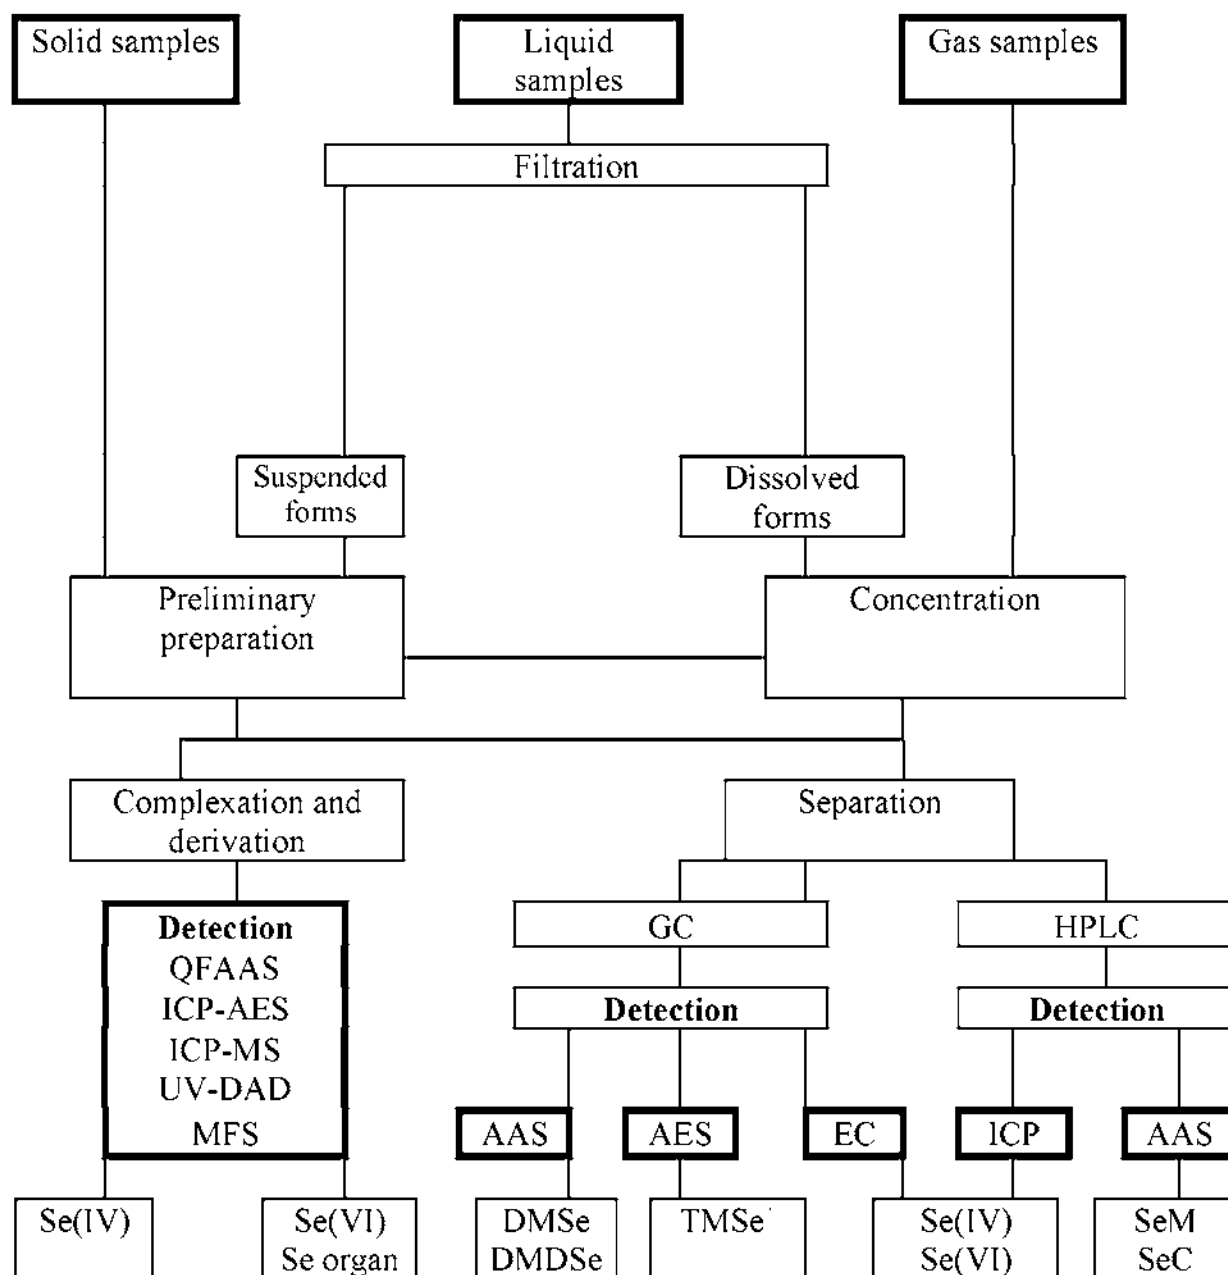 Solid samples
Liquid
samples
Gas samples
Filtration
Suspended
forms
Dissolved
forms
Preliminary
preparation
Concentration
Complexation and
derivation
Separation
Detection
QFAAS
ICP-AES
ICP-MS
UV-DAD
MFS
GC
HPLC
Detection
Detection
AAS
AES
EC
ICP
AAS
Se(IV)
Se(VI)
Se organ
DMSe
DMDSe
TMSe
Se(IV)
Se(VI)
SeM
SeC